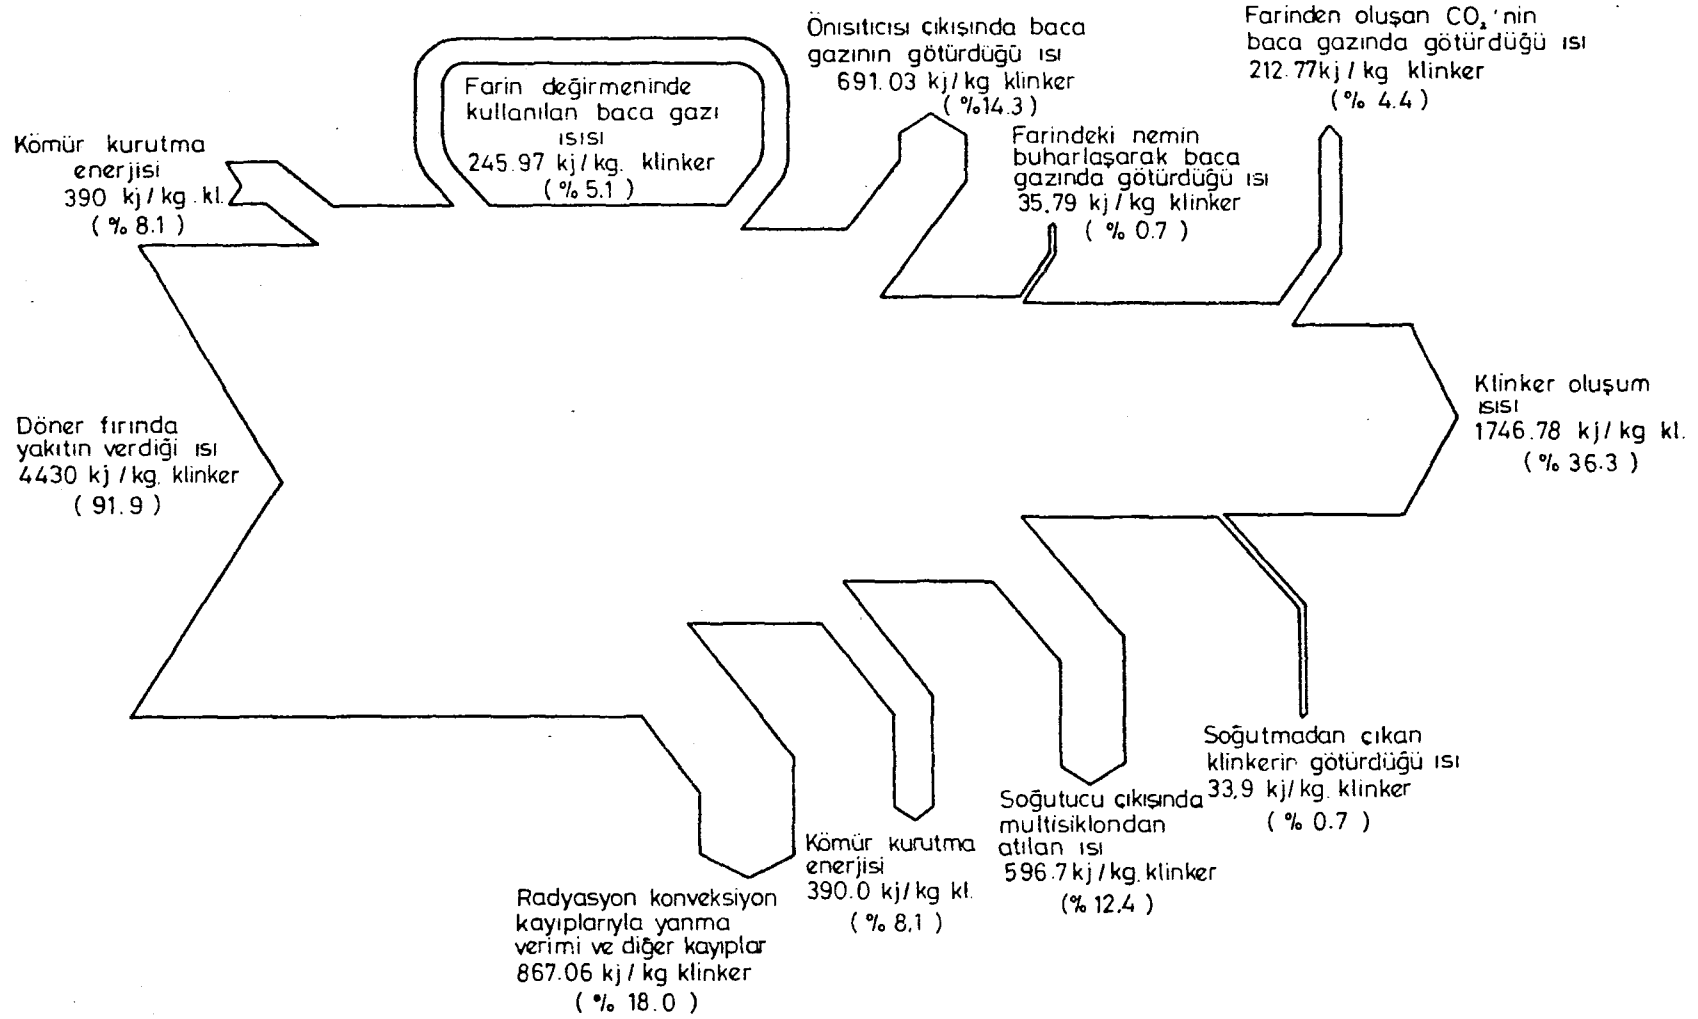 Önısıtıcısı çıkışında baca
gazının götürdüğü ısı
691.03 kj/kg klinker
(%14.3)
Farinden oluşan CO₂'nin
baca gazında götürdüğü ısı
212.77kj/kg klinker
(% 4.4)
Farin değirmeninde
kullanılan baca gazı
ısısı
245.97 kj/kg. klinker
(% 5.1)
Farindeki nemin
buharlaşarak baca
gazında götürdüğü ısı
35,79 kj/kg klinker
(% 0.7)
Kömür kurutma
enerjisi
390 kj/kg.kl.
(% 8.1)
Döner fırında
yakıtın verdiği ısı
4430 kj/kg. klinker
(91.9)
Klinker oluşum
ısısı
1746.78 kj/kg kl.
(% 36.3)
Soğutmadan çıkan
klinkerin götürdüğü ısı
33,9 kj/kg. klinker
(% 0.7)
Soğutucu çıkışında
multisiklondan
atılan ısı
596.7kj/kg.klinker
(% 12.4)
Kömür kurutma
enerjisi
390.0 kj/kg kl.
(% 8,1)
Radyasyon konveksiyon
kayıplarıyla yanma
verimi ve diğer kayıplar
867.06 kj/kg klinker
(% 18.0)